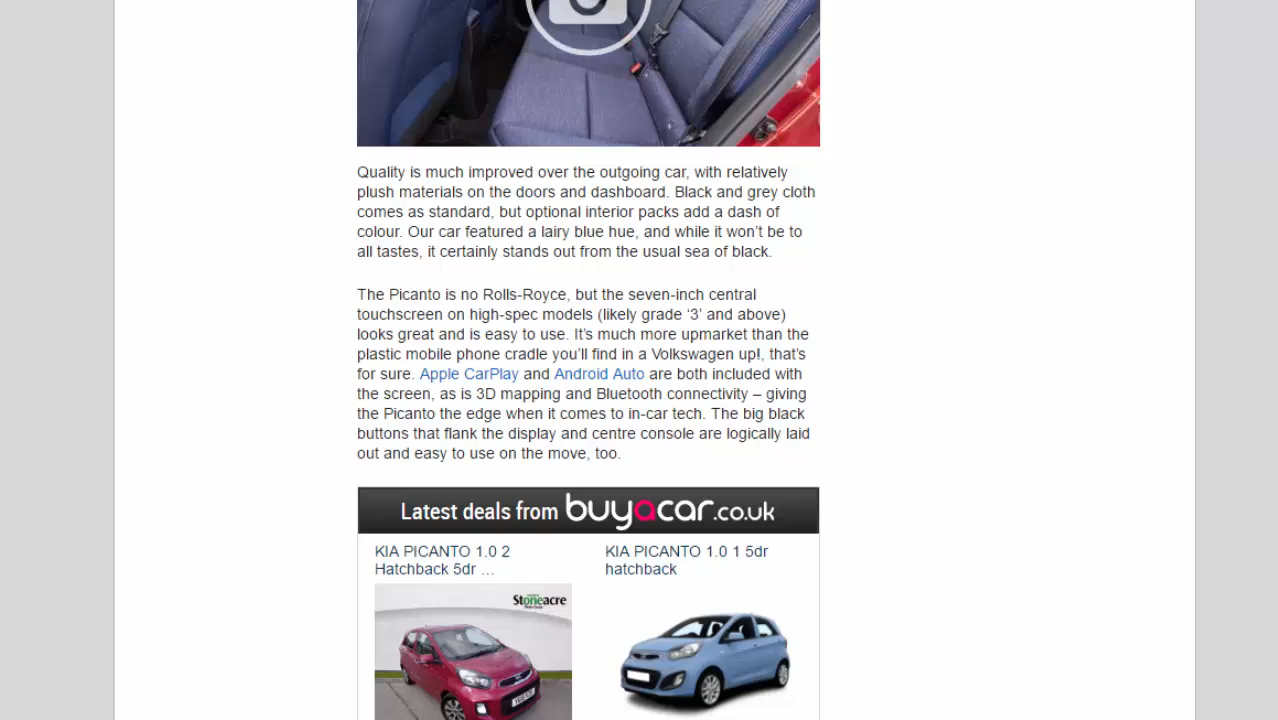 Quality is much improved over the outgoing car, with relatively
plush materials on the doors and dashboard. Black and grey cloth
comes as standard, but optional interior packs add a dash of
colour. Our car featured a lairy blue hue, and while it won’t be to
all tastes, it certainly stands out from the usual sea of black.
The Picanto is no Rolls-Royce, but the seven-inch central
touchscreen on high-spec models (likely grade ‘3’ and above)
looks great and is easy to use. It’s much more upmarket than the
plastic mobile phone cradle you’ll find in a Volkswagen up!, that’s
for sure. Apple CarPlay and Android Auto are both included with
the screen, as is 3D mapping and Bluetooth connectivity – giving
the Picanto the edge when it comes to in-car tech. The big black
buttons that flank the display and centre console are logically laid
out and easy to use on the move, too.
Latest deals from buyacar.co.uk
KIA PICANTO 1.0 2
Hatchback 5dr ...
KIA PICANTO 1.0 1 5dr
hatchback
Stoneacre